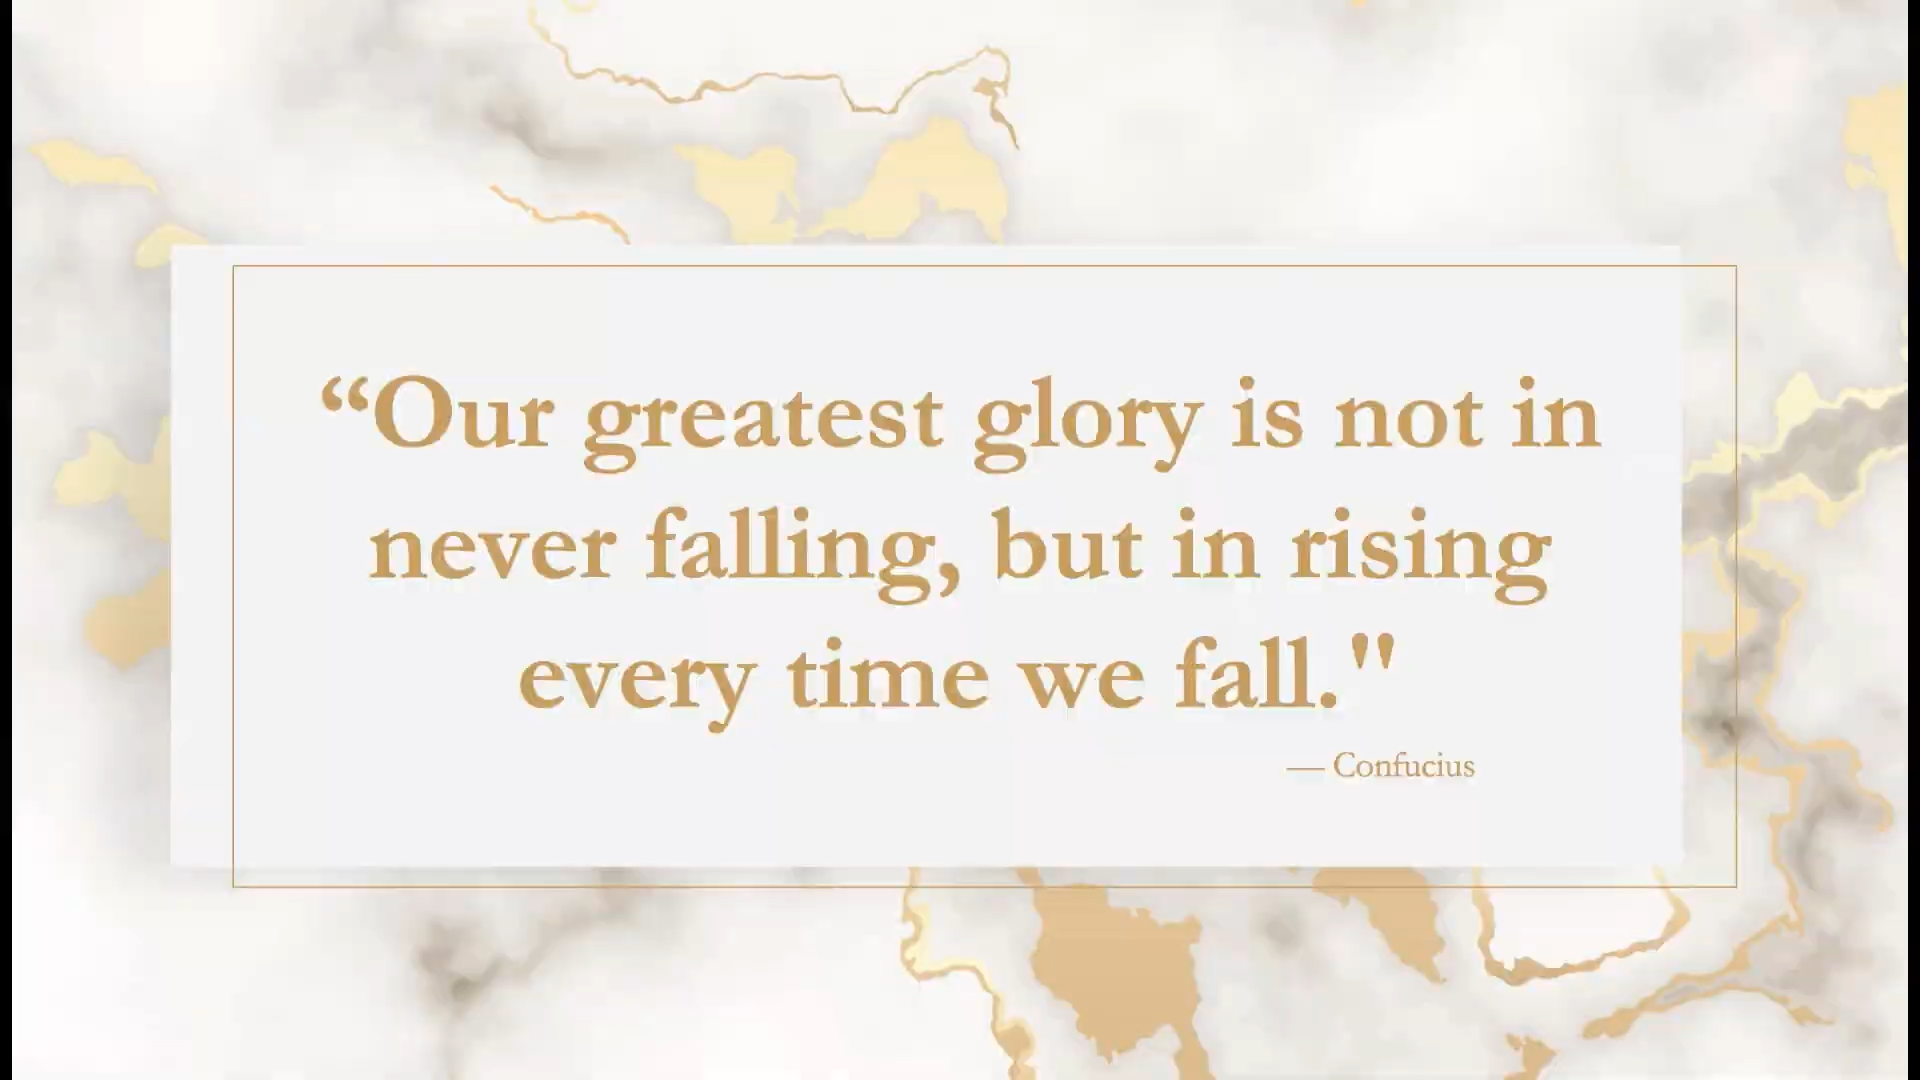 “Our greatest glory is not in
never falling, but in rising
every time we fall."
— Confucius